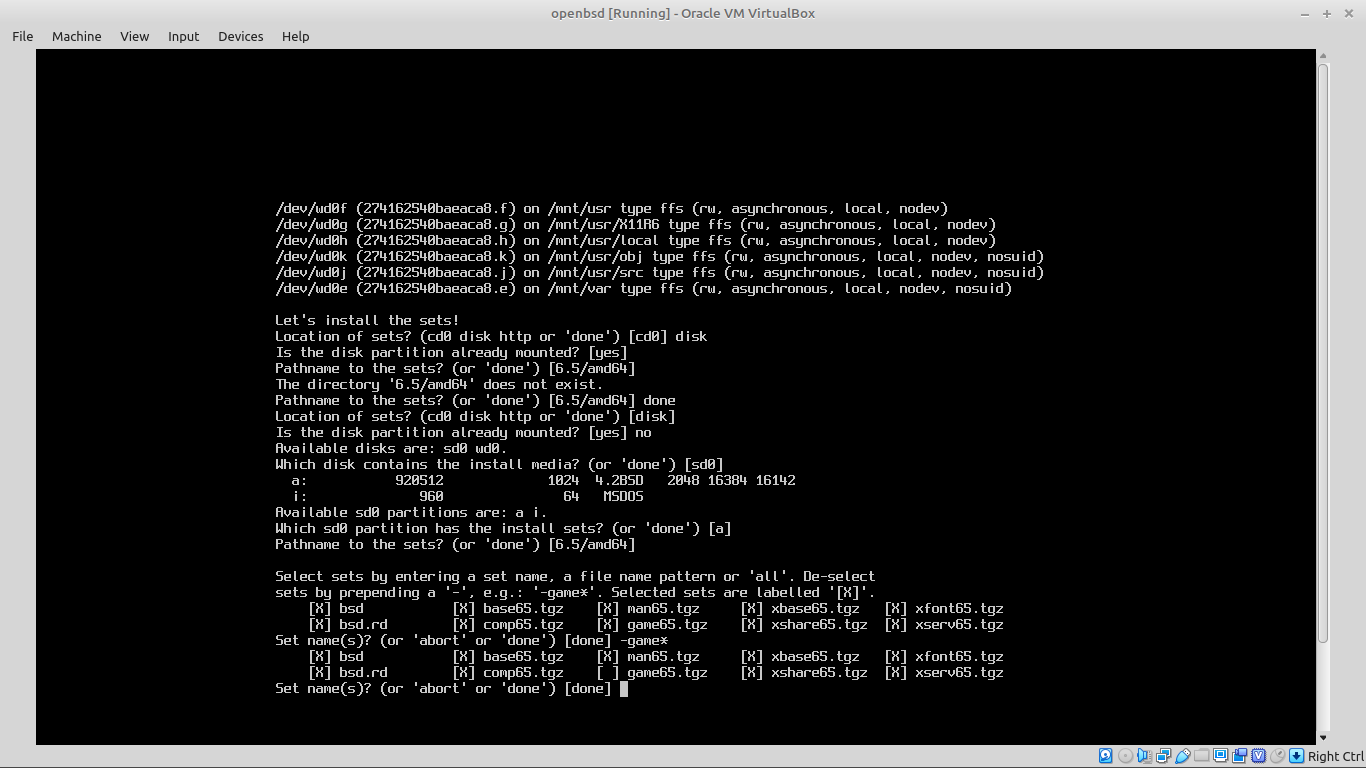 openbsd [Running] - Oracle VM VirtualBox
File Machine View Input Devices Help
/dev/wd0f (274162540baeaca8.f) on /mnt/usr type ffs (rw, asynchronous, local, nodev)
/dev/wd0g (274162540baeaca8.g) on /mnt/usr/X11R6 type ffs (rw, asynchronous, local, nodev)
/dev/wd0h (274162540baeaca8.h) on /mnt/usr/local type ffs (rw, asynchronous, local, nodev)
/dev/wd0k (274162540baeaca8.k) on /mnt/usr/obj type ffs (rw, asynchronous, local, nodev, nosuid)
/dev/wd0j (274162540baeaca8.j) on /mnt/usr/src type ffs (rw, asynchronous, local, nodev, nosuid)
/dev/wd0e (274162540baeaca8.e) on /mnt/var type ffs (rw, asynchronous, local, nodev, nosuid)
Let's install the sets!
Location of sets? (cd0 disk http or 'done') [cd0] disk
Is the disk partition already mounted? [yes]
Pathname to the sets? (or 'done') [6.5/amd64]
The directory '6.5/amd64' does not exist.
Pathname to the sets? (or 'done') [6.5/amd64] done
Location of sets? (cd0 disk http or 'done') [disk]
Is the disk partition already mounted? [yes] no
Available disks are: sd0 wd0.
Which disk contains the install media? (or 'done') [sd0]
a: 920512 1024 4.2BSD 2048 16384 16142
i: 960 64 MSDOS
Available sd0 partitions are: a i.
Which sd0 partition has the install sets? (or 'done') [a]
Pathname to the sets? (or 'done') [6.5/amd64]
Select sets by entering a set name, a file name pattern or 'all'. De-select
sets by prepending a '-', e.g.: '-game*'. Selected sets are labelled '[X]'.
[X] bsd [X] base65.tgz [X] man65.tgz [X] xbase65.tgz [X] xfont65.tgz
[X] bsd.rd [X] comp65.tgz [X] game65.tgz [X] xshare65.tgz [X] xserv65.tgz
Set name(s)? (or 'abort' or 'done') [done] -game*
[X] bsd [X] base65.tgz [X] man65.tgz [X] xbase65.tgz [X] xfont65.tgz
[X] bsd.rd [X] comp65.tgz [ ] game65.tgz [X] xshare65.tgz [X] xserv65.tgz
Set name(s)? (or 'abort' or 'done') [done]
Right Ctrl